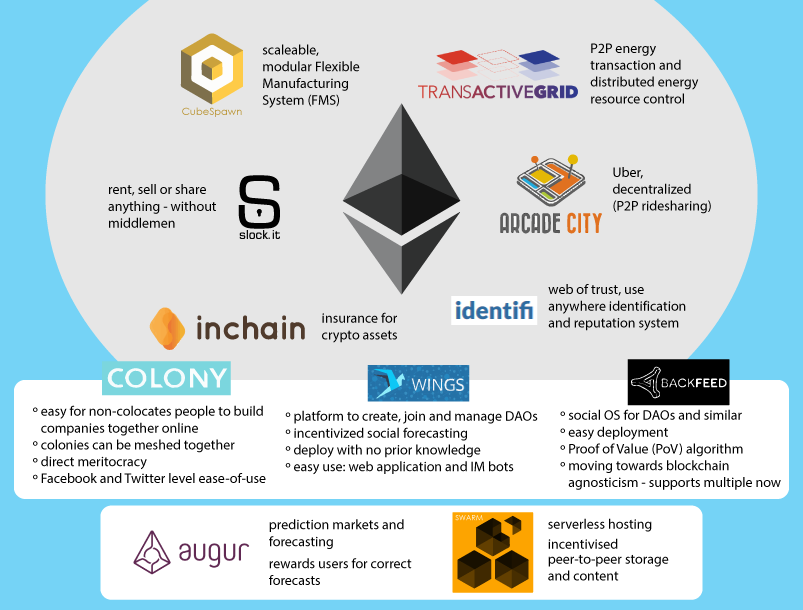 CubeSpawn
scaleable,
modular Flexible
Manufacturing
System (FMS)
TRANSACTIVEGRID
P2P energy
transaction and
distributed energy
resource control
rent, sell or share
anything - without
middlemen
S
slock.it
ARCADE CITY
Uber,
decentralized
(P2P ridesharing)
inchain
insurance for
crypto assets
identifi
web of trust, use
anywhere identification
and reputation system
COLONY
º easy for non-colocates people to build
companies together online
º colonies can be meshed together
º direct meritocracy
º Facebook and Twitter level ease-of-use
WINGS
º platform to create, join and manage DAOs
º incentivized social forecasting
º deploy with no prior knowledge
º easy use: web application and IM bots
BACKFEED
º social OS for DAOs and similar
º easy deployment
º Proof of Value (PoV) algorithm
º moving towards blockchain
agnosticism - supports multiple now
augur
prediction markets and
forecasting
rewards users for correct
forecasts
SWARM
serverless hosting
incentivised
peer-to-peer storage
and content